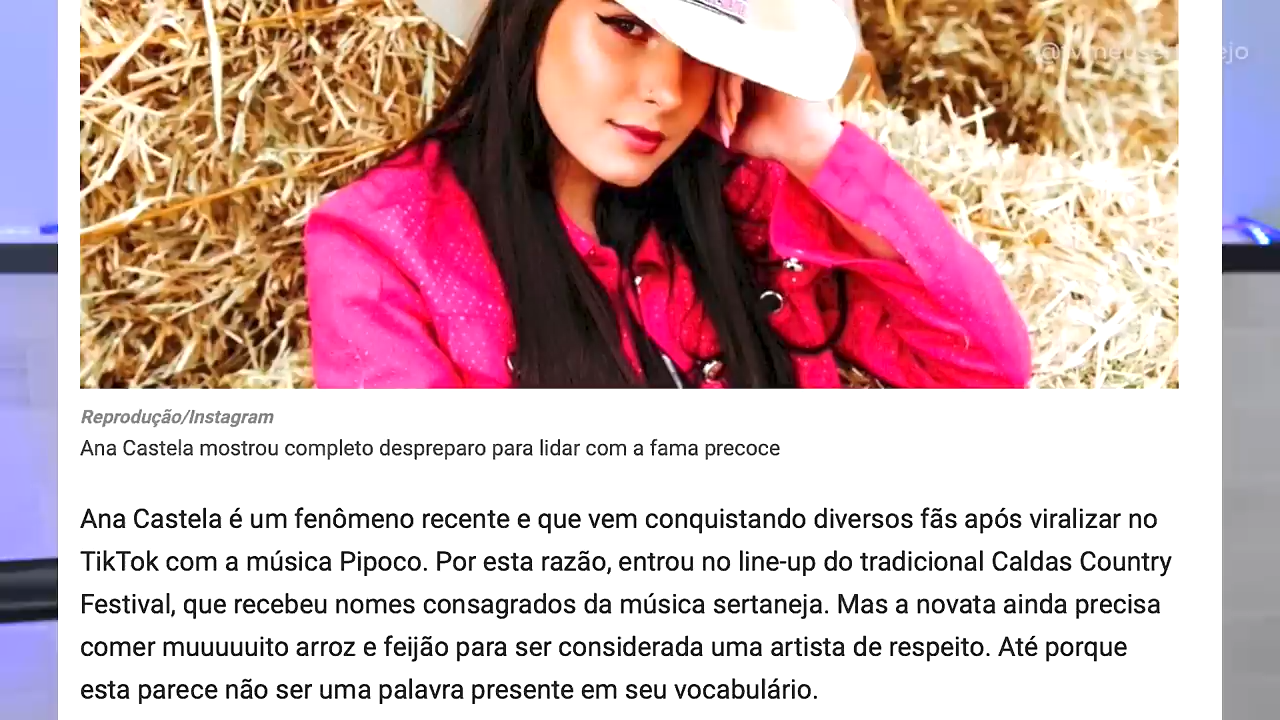 Reprodução/Instagram
Ana Castela mostrou completo despreparo para lidar com a fama precoce
Ana Castela é um fenômeno recente e que vem conquistando diversos fãs após viralizar no
TikTok com a música Pipoco. Por esta razão, entrou no line-up do tradicional Caldas Country
Festival, que recebeu nomes consagrados da música sertaneja. Mas a novata ainda precisa
comer muuuuuito arroz e feijão para ser considerada uma artista de respeito. Até porque
esta parece não ser uma palavra presente em seu vocabulário.